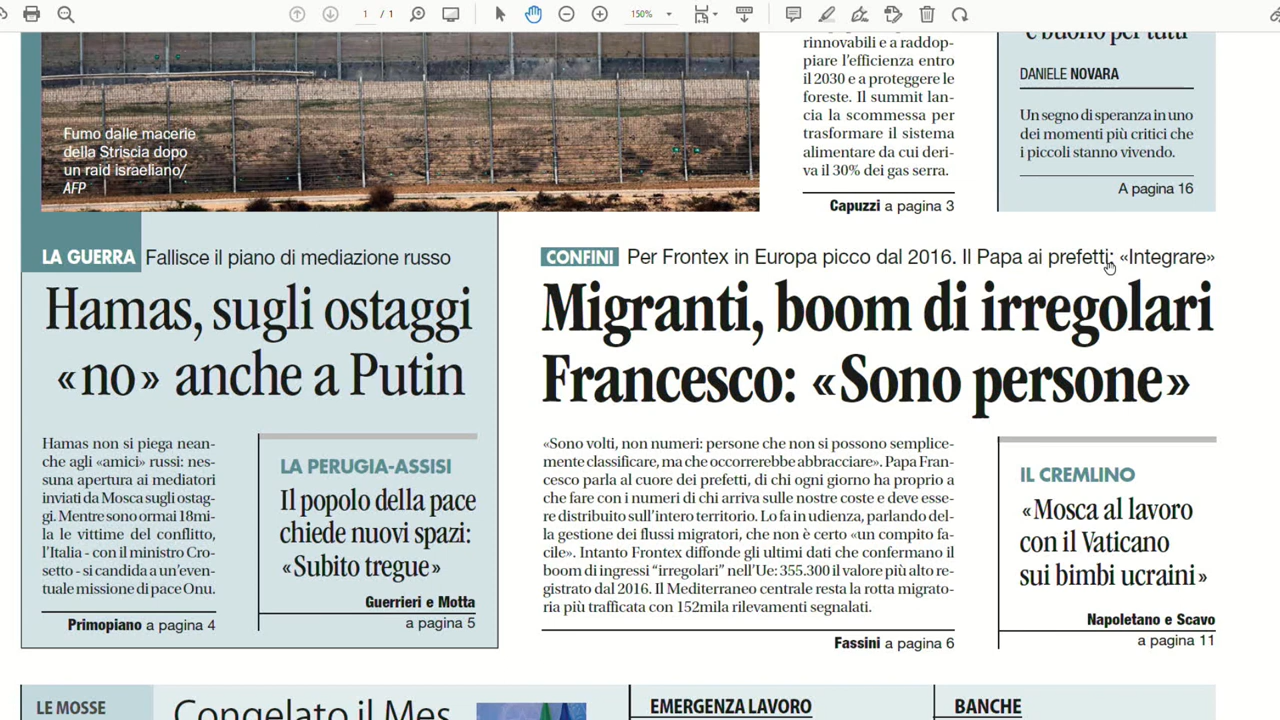 1 / 1
150%
Fumo dalle macerie
della Striscia dopo
un raid israeliano/
AFP
rinnovabili e a raddop-
piare l'efficienza entro
il 2030 e a proteggere le
foreste. Il summit lan-
cia la scommessa per
trasformare il sistema
alimentare da cui deri-
va il 30% dei gas serra.
Capuzzi a pagina 3
è buono per tutti
DANIELE NOVARA
Un segno di speranza in uno
dei momenti più critici che
i piccoli stanno vivendo.
A pagina 16
LA GUERRA Fallisce il piano di mediazione russo
Hamas, sugli ostaggi
«no» anche a Putin
Hamas non si piega nean-
che agli «amici» russi: nes-
suna apertura ai mediatori
inviati da Mosca sugli ostag-
gi. Mentre sono ormai 18mi-
la le vittime del conflitto,
l'Italia - con il ministro Cro-
setto - si candida a un'even-
tuale missione di pace Onu.
Primopiano a pagina 4
LA PERUGIA-ASSISI
Il popolo della pace
chiede nuovi spazi:
«Subito tregue»
Guerrieri e Motta
a pagina 5
CONFINI Per Frontex in Europa picco dal 2016. Il Papa ai prefetti: «Integrare»
Migranti, boom di irregolari
Francesco: «Sono persone»
«Sono volti, non numeri: persone che non si possono semplice-
mente classificare, ma che occorrerebbe abbracciare». Papa Fran-
cesco parla al cuore dei prefetti, di chi ogni giorno ha proprio a
che fare con i numeri di chi arriva sulle nostre coste e deve esse-
re distribuito sull'intero territorio. Lo fa in udienza, parlando del-
la gestione dei flussi migratori, che non è certo «un compito fa-
cile». Intanto Frontex diffonde gli ultimi dati che confermano il
boom di ingressi “irregolari” nell'Ue: 355.300 il valore più alto re-
gistrato dal 2016. Il Mediterraneo centrale resta la rotta migrato-
ria più trafficata con 152mila rilevamenti segnalati.
Fassini a pagina 6
IL CREMLINO
«Mosca al lavoro
con il Vaticano
sui bimbi ucraini»
Napoletano e Scavo
a pagina 11
LE MOSSE
Congelato il Mes
EMERGENZA LAVORO
BANCHE